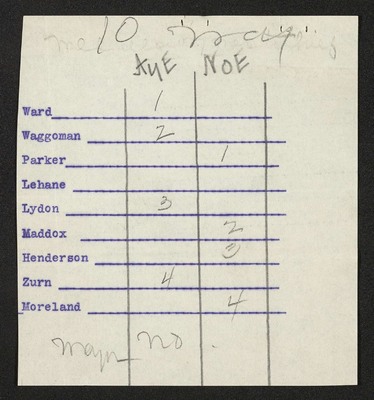 10 "nay"
AYE NOE
Ward 1
Waggoman 2
Parker 1
Lehane
Lydon 3
Maddox 2
Henderson 3
Zurn 4
Moreland 4
Mayor No.